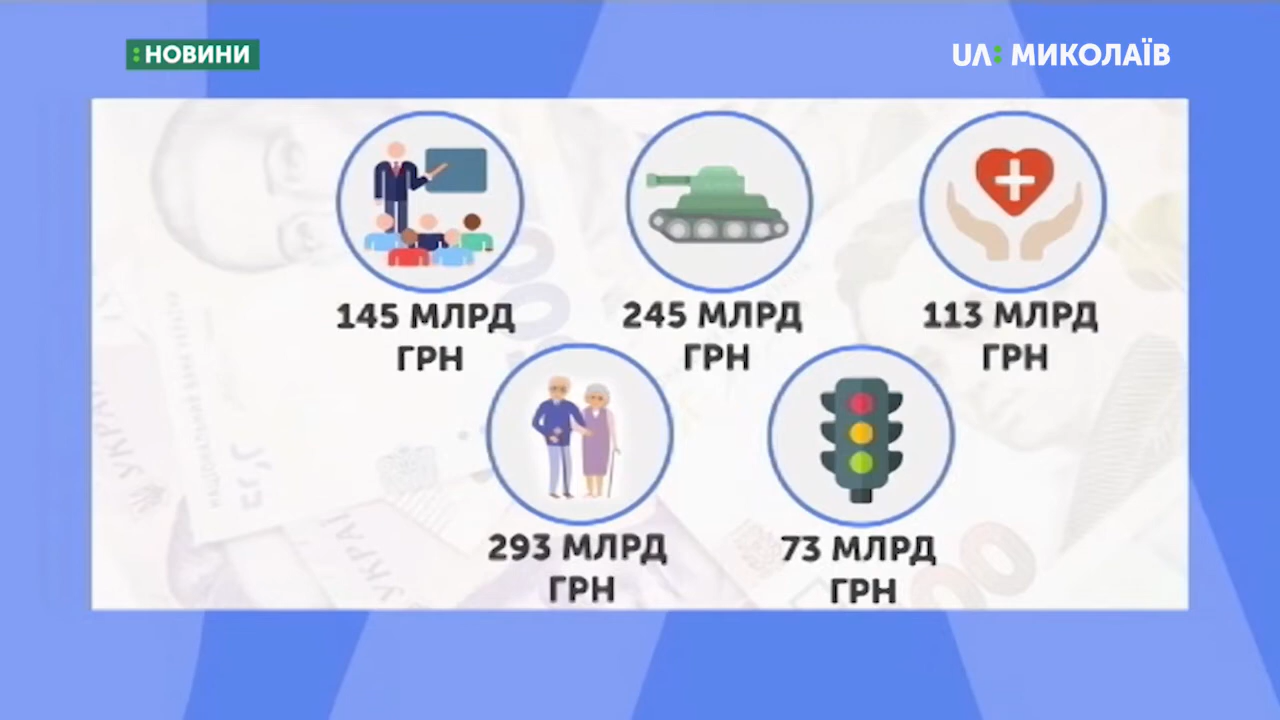 :НОВИНИ
UA: МИКОЛАЇВ
145 МЛРД
ГРН
245 МЛРД
ГРН
113 МЛРД
ГРН
293 МЛРД
ГРН
73 МЛРД
ГРН